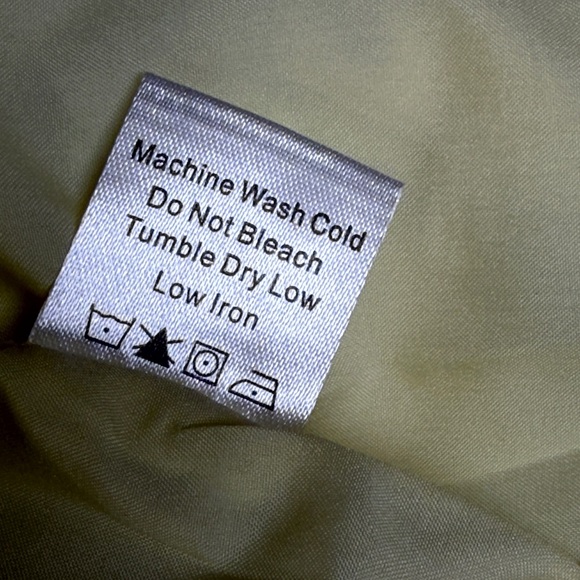 Machine Wash Cold
Do Not Bleach
Tumble Dry Low
Low Iron